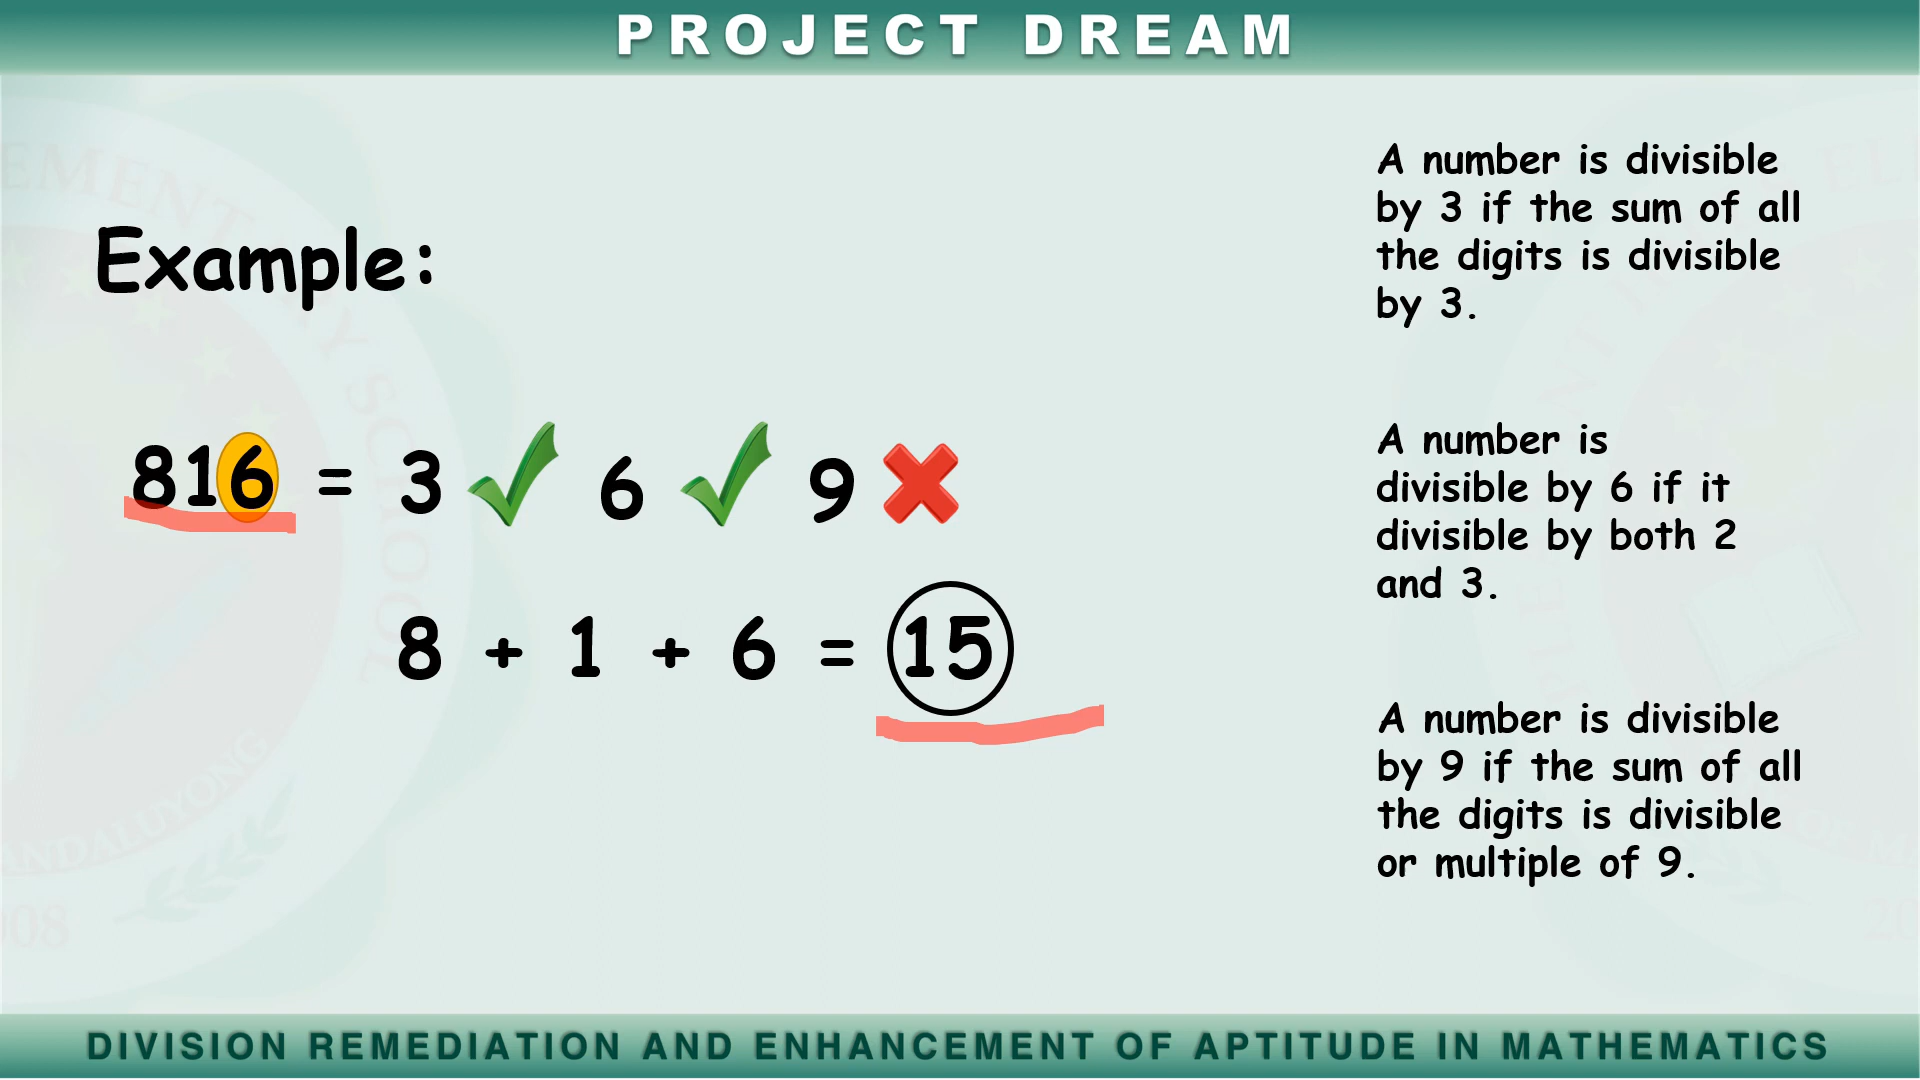 PROJECT DREAM
Example:
816 = 3 6 9
8 + 1 + 6 = 15
A number is divisible
by 3 if the sum of all
the digits is divisible
by 3.
A number is
divisible by 6 if it
divisible by both 2
and 3.
A number is divisible
by 9 if the sum of all
the digits is divisible
or multiple of 9.
DIVISION REMEDIATION AND ENHANCEMENT OF APTITUDE IN MATHEMATICS